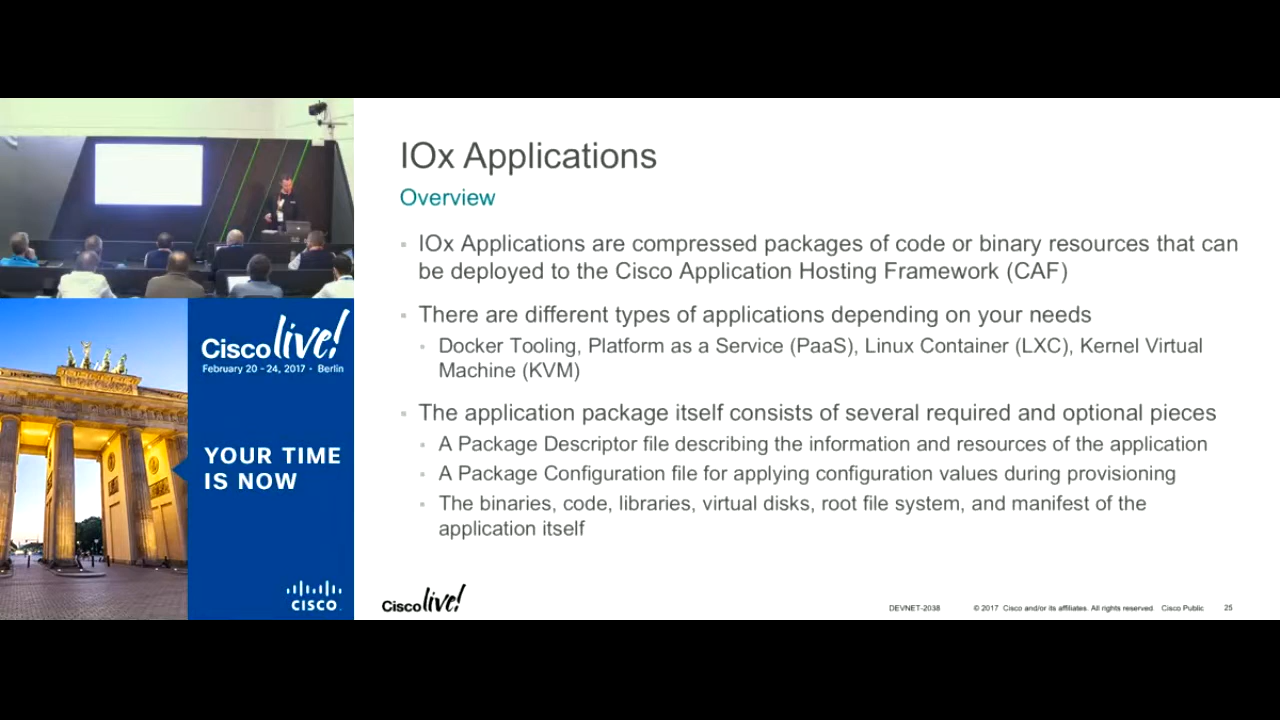 IOx Applications
Overview
IOx Applications are compressed packages of code or binary resources that can
be deployed to the Cisco Application Hosting Framework (CAF)
There are different types of applications depending on your needs
Docker Tooling, Platform as a Service (PaaS), Linux Container (LXC), Kernel Virtual
Machine (KVM)
The application package itself consists of several required and optional pieces
A Package Descriptor file describing the information and resources of the application
A Package Configuration file for applying configuration values during provisioning
The binaries, code, libraries, virtual disks, root file system, and manifest of the
application itself
Cisco live!
February 20 - 24, 2017 • Berlin
YOUR TIME
IS NOW
CISCO
Cisco live!
DEVNET-2038 © 2017 Cisco and/or its affiliates. All rights reserved. Cisco Public 25